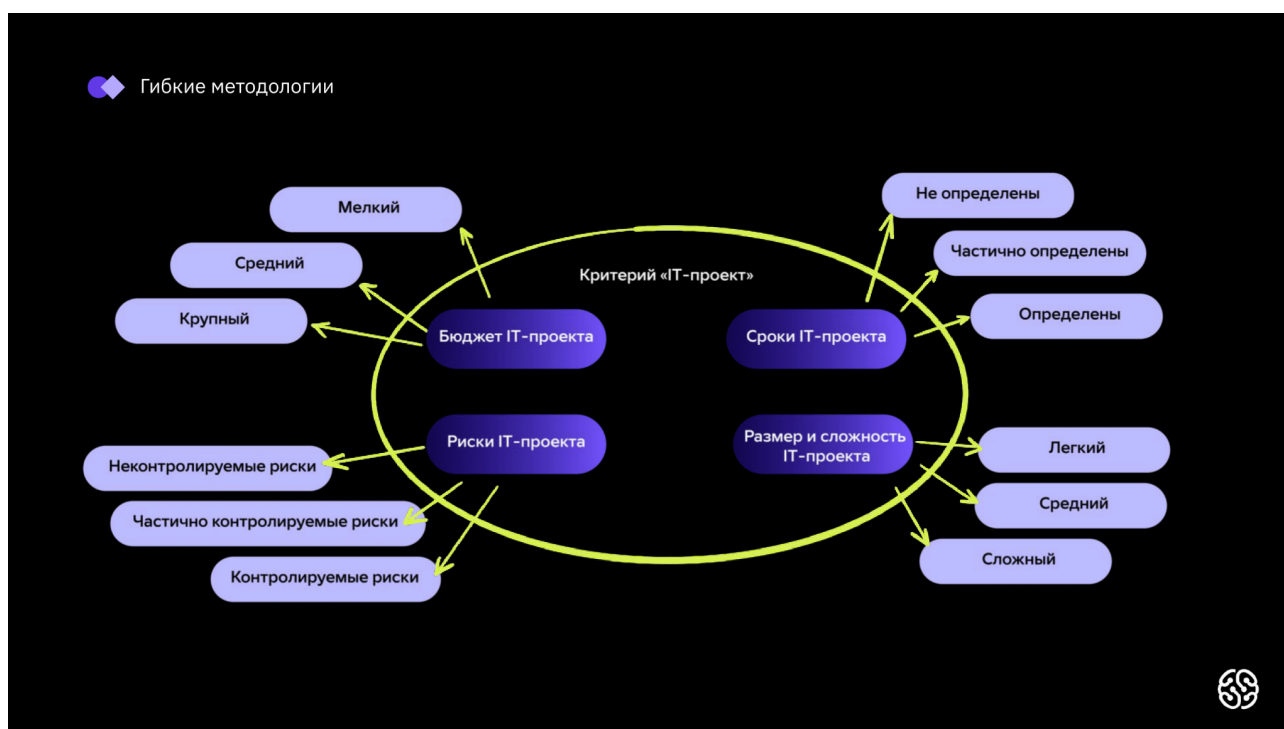 Гибкие методологии
Критерий «IT-проект»
Бюджет IT-проекта
Мелкий
Средний
Крупный
Сроки IT-проекта
Не определены
Частично определены
Определены
Риски IT-проекта
Неконтролируемые риски
Частично контролируемые риски
Контролируемые риски
Размер и сложность
IT-проекта
Легкий
Средний
Сложный